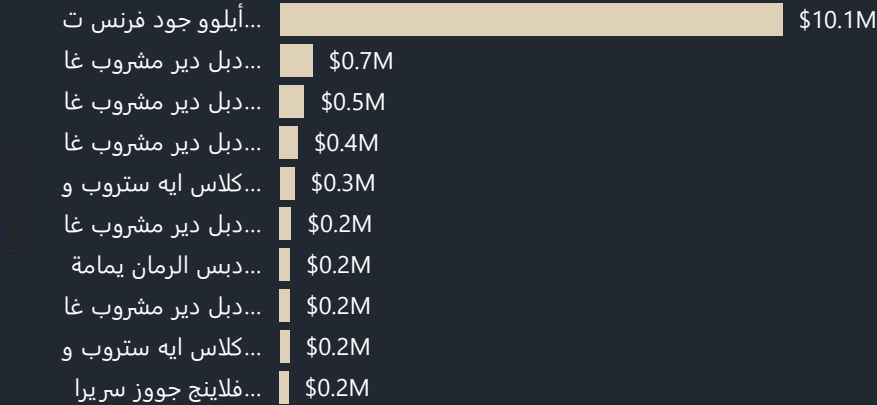 أيلوو جود فرنس ت...
$10.1M
دبل دير مشروب غا...
$0.7M
دبل دير مشروب غا...
$0.5M
دبل دير مشروب غا...
$0.4M
كلاس ايه ستروب و...
$0.3M
دبل دير مشروب غا...
$0.2M
دبس الرمان يمامة...
$0.2M
دبل دير مشروب غا...
$0.2M
كلاس ايه ستروب و...
$0.2M
فلاينج جووز سريرا...
$0.2M
Item Name